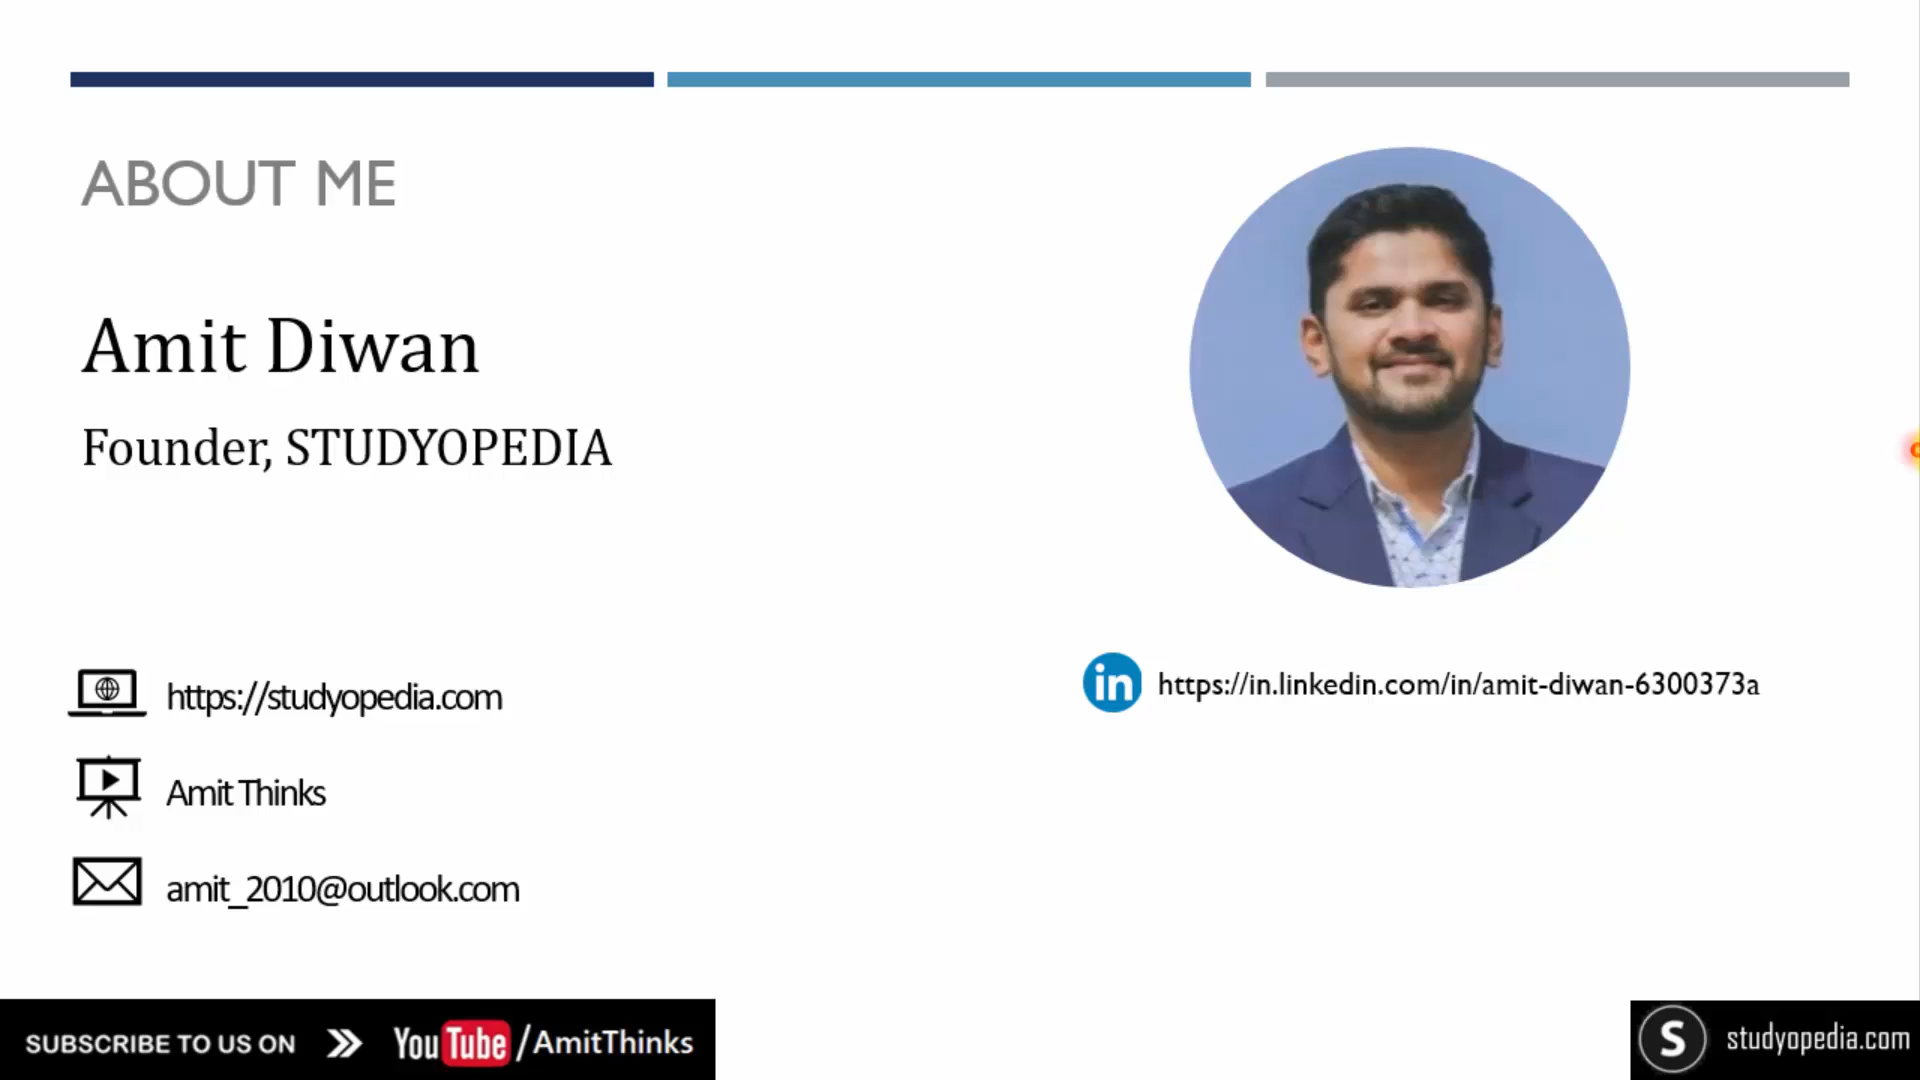 ABOUT ME
Amit Diwan
Founder, STUDYOPEDIA
https://studyopedia.com
Amit Thinks
amit_2010@outlook.com
in https://in.linkedin.com/in/amit-diwan-6300373a
SUBSCRIBE TO US ON YouTube /AmitThinks
S studyopedia.com